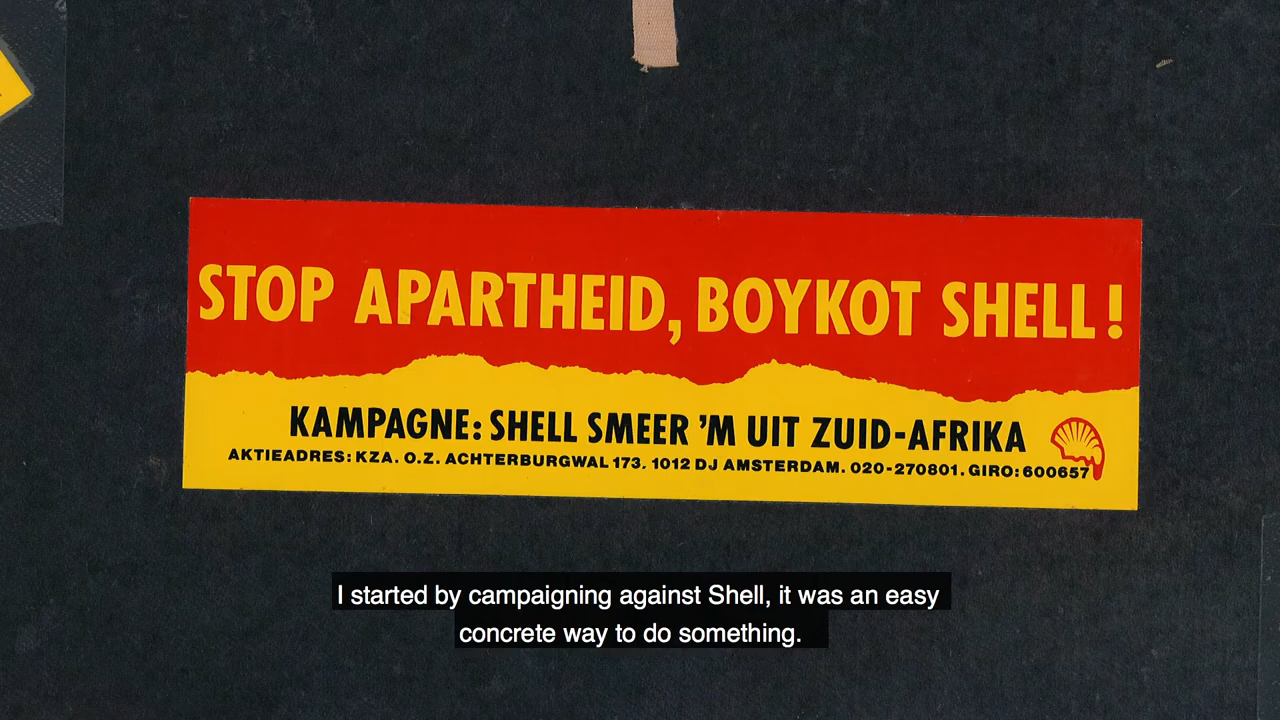 STOP APARTHEID, BOYKOT SHELL!
KAMPAGNE: SHELL SMEER 'M UIT ZUID-AFRIKA
AKTIEADRES: KZA. O.Z. ACHTERBURGWAL 173. 1012 DJ AMSTERDAM. 020-270801. GIRO: 600657
I started by campaigning against Shell, it was an easy
concrete way to do something.